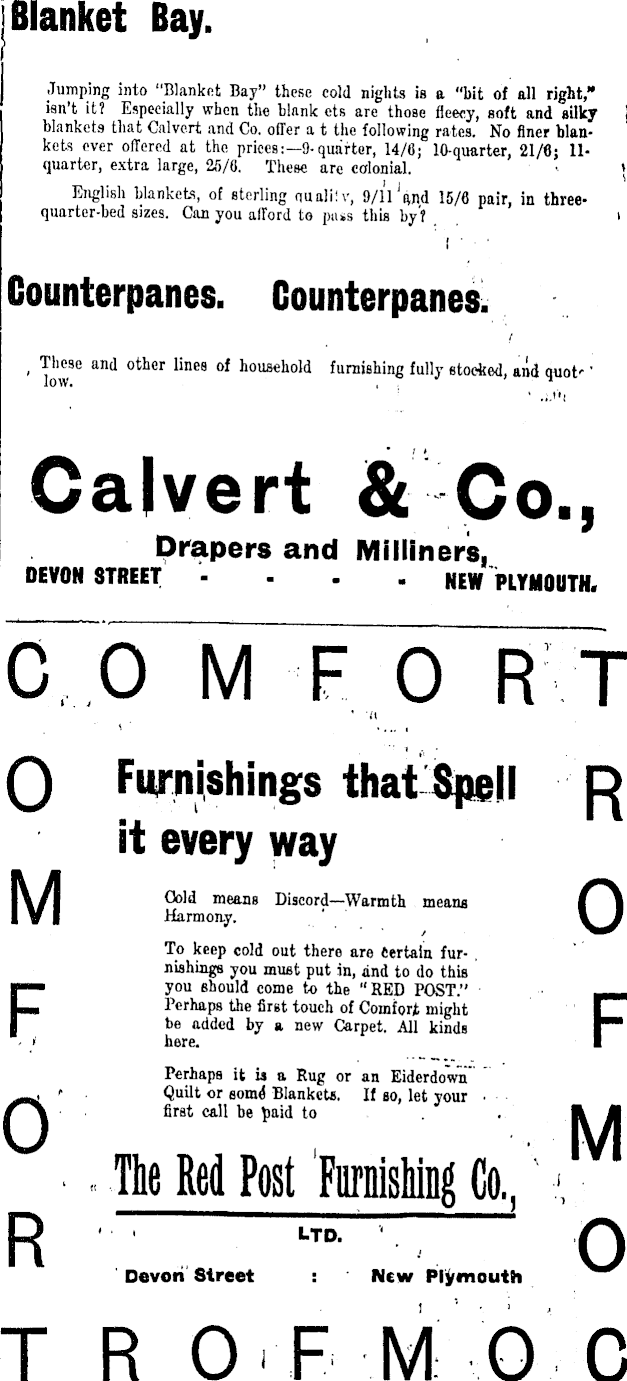 Blanket Bay.
Jumping into "Blanket Bay" these cold nights is a "bit of all right,"
isn't it? Especially when the blank ets are those fleecy, soft and silky
blankets that Calvert and Co. offer a t the following rates. No finer blan-
kets ever offered at the prices:—9-quarter, 14/6; 10-quarter, 21/6; 11-
quarter, extra large, 25/6. These are colonial.
English blankets, of sterling quality, 9/11 and 15/6 pair, in three-
quarter-bed sizes. Can you afford to pass this by?
Counterpanes. Counterpanes.
These and other lines of household furnishing fully stocked, and quot
low.
Calvert & Co.,
Drapers and Milliners,
DEVON STREET - - - - NEW PLYMOUTH.
C O M F O R T
O
M
F
O
R
Furnishings that Spell
it every way
Cold means Discord—Warmth means
Harmony.
To keep cold out there are certain fur-
nishings you must put in, and to do this
you should come to the "RED POST."
Perhaps the first touch of Comfort might
be added by a new Carpet. All kinds
here.
Perhaps it is a Rug or an Eiderdown
Quilt or some Blankets. If so, let your
first call be paid to
The Red Post Furnishing Co.,
LTD.
Devon Street : New Plymouth
R
O
F
M
O
T R O F M O C